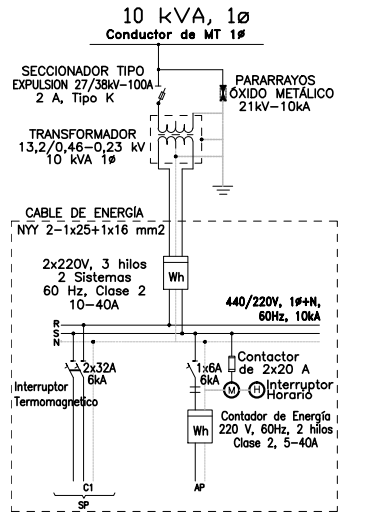 10 kVA, 1ø
Conductor de MT 1ø
SECCIONADOR TIPO
EXPULSION 27/38kV-100A
2 A, Tipo K
PARARRAYOS
ÓXIDO METÁLICO
21kV-10kA
TRANSFORMADOR
13,2/0,46-0,23 kV
10 kVA 1ø
CABLE DE ENERGÍA
NYY 2-1x25+1x16 mm2
2x220V, 3 hilos
2 Sistemas
60 Hz, Clase 2
10-40A
Wh
440/220V, 1ø+N,
60Hz, 10kA
R
S
N
2x32A
6kA
1x6A
6kA
Contactor
de 2x20 A
Interruptor
Termomagnetico
M
H
Interruptor
Horario
Wh
Contador de Energía
220 V, 60Hz, 2 hilos
Clase 2, 5-40A
C1
SP
AP